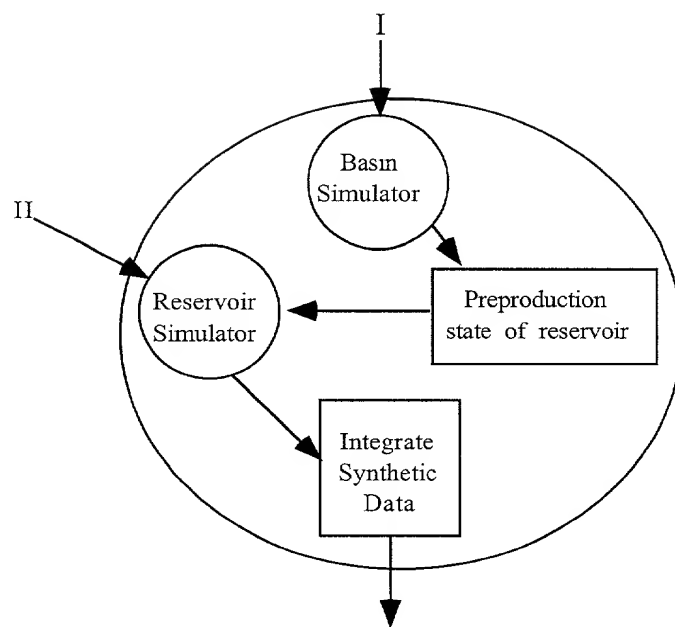 I
Basin
Simulator
II
Preproduction
state of reservoir
Reservoir
Simulator
Integrate
Synthetic
Data